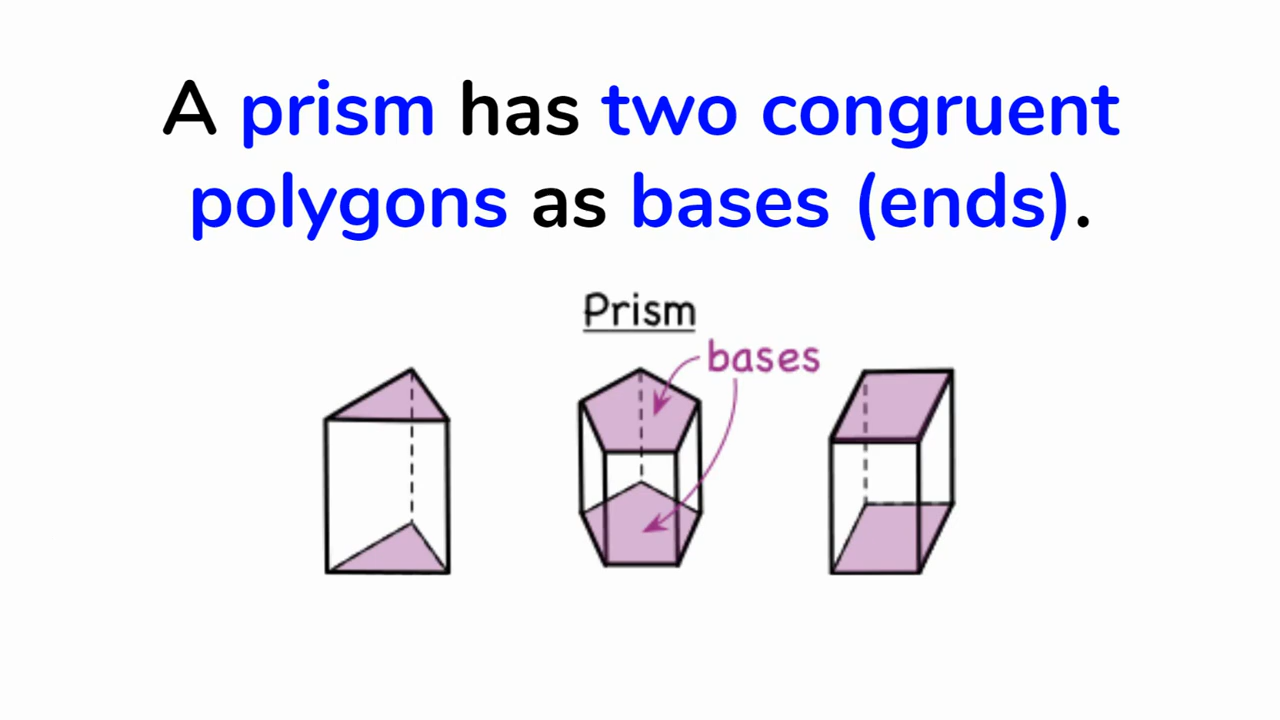 A prism has two congruent
polygons as bases (ends).
Prism
bases